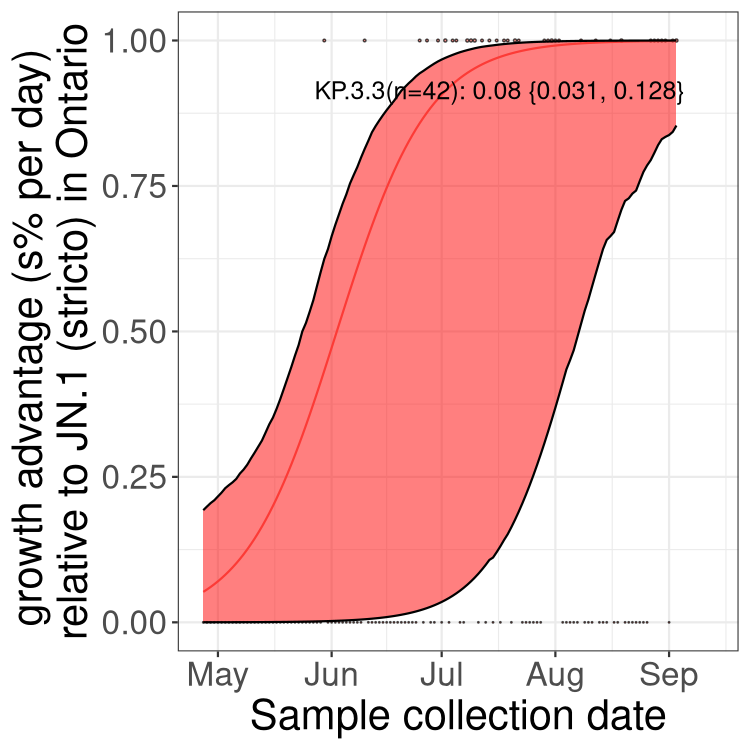 growth advantage (s% per day)
relative to JN.1 (stricto) in Ontario
1.00
0.75
0.50
0.25
0.00
KP.3.3(n=42): 0.08 {0.031, 0.128}
May Jun Jul Aug Sep
Sample collection date